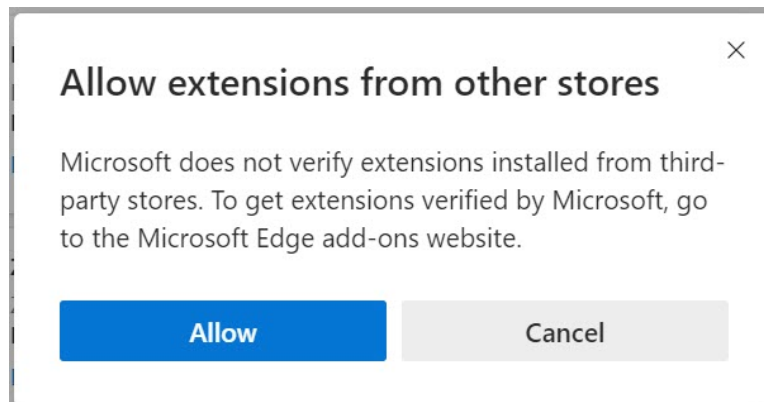 Allow extensions from other stores
Microsoft does not verify extensions installed from third-
party stores. To get extensions verified by Microsoft, go
to the Microsoft Edge add-ons website.
Allow
Cancel